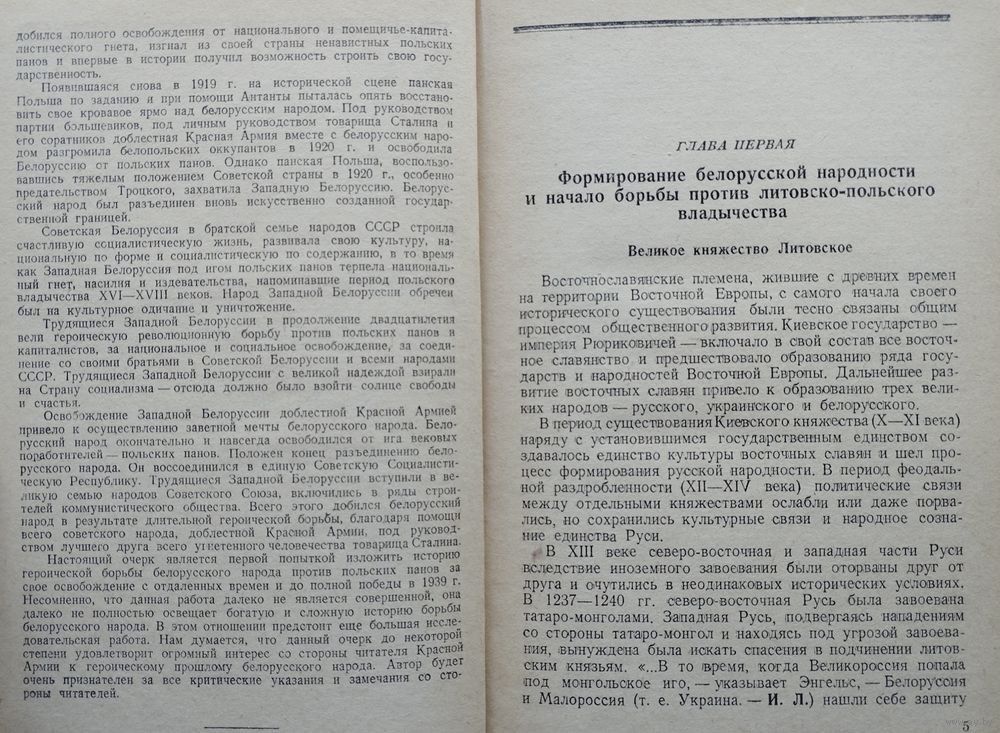 добился полного освобождения от национального и помещичье-капита-
листического гнета, изгнал из своей страны ненавистных польских
панов и впервые в истории получил возможность строить свою госу-
дарственность.
Появившаяся снова в 1919 г. на исторической сцене панская
Польша по заданию и при помощи Антанты пыталась опять восстано-
вить свое кровавое ярмо над белорусским народом. Под руководством
партии большевиков, под личным руководством товарища Сталина и
его соратников доблестная Красная Армия вместе с белорусским наро-
дом разгромила белопольских оккупантов в 1920 г. и освободила
Белоруссию от польских панов. Однако панская Польша, воспользо-
вавшись тяжелым положением Советской страны в 1920 г., особенно
предательством Троцкого, захватила Западную Белоруссию. Белорус-
ский народ был разъединен вновь искусственно созданной государ-
ственной границей.
Советская Белоруссия в братской семье народов СССР строила
счастливую социалистическую жизнь, развивала свою культуру, на-
циональную по форме и социалистическую по содержанию, в то время
как Западная Белоруссия под игом польских панов терпела националь-
ный гнет, насилия и издевательства, напоминавшие период польского
владычества XVI—XVIII веков. Народ Западной Белоруссии обречен
был на культурное одичание и уничтожение.
Трудящиеся Западной Белоруссии в продолжение двадцатилетия
вели героическую революционную борьбу против польских панов и
капиталистов, за национальное и социальное освобождение, за соеди-
нение со своими братьями в Советской Белоруссии и всеми народами
СССР. Трудящиеся Западной Белоруссии с великой надеждой взирали
на Страну социализма — отсюда должно было взойти солнце свободы
и счастья.
Освобождение Западной Белоруссии доблестной Красной Армией
привело к осуществлению заветной мечты белорусского народа. Бело-
русский народ окончательно и навсегда освободился от ига вековых
поработителей — польских панов. Положен конец разъединению бело-
русского народа. Он воссоединился в единую Советскую Социалисти-
ческую Республику. Трудящиеся Западной Белоруссии вступили в ве-
ликую семью народов Советского Союза, включились в ряды строи-
телей коммунистического общества. Всего этого добился белорусский
народ в результате длительной героической борьбы, благодаря помощи
всего советского народа, доблестной Красной Армии, под руковод-
ством лучшего друга всего угнетенного человечества товарища Сталина.
Настоящий очерк является первой попыткой изложить историю
героической борьбы белорусского народа против польских панов за
свое освобождение с отдаленных времен и до полной победы в 1939 г.
Несомненно, что данная работа далеко не является совершенной, она
далеко не полностью освещает богатую и сложную историю борьбы
белорусского народа. В этом отношении предстоит еще большая иссле-
довательская работа. Нам думается, что данный очерк до некоторой
степени удовлетворит огромный интерес со стороны читателя Красной
Армии к героическому прошлому белорусского народа. Автор будет
очень признателен за все критические указания и замечания со сто-
роны читателей.
ГЛАВА ПЕРВАЯ
Формирование белорусской народности
и начало борьбы против литовско-польского
владычества
Великое княжество Литовское
Восточнославянские племена, жившие с древних времен
на территории Восточной Европы, с самого начала своего
исторического существования были тесно связаны общим
процессом общественного развития. Киевское государство —
империя Рюриковичей — включало в свой состав все восточ-
ное славянство и предшествовало образованию ряда госу-
дарств и народностей Восточной Европы. Дальнейшее раз-
витие восточных славян привело к образованию трех вели-
ких народов — русского, украинского и белорусского.
В период существования Киевского княжества (X—XI века)
наряду с установившимся государственным единством со-
здавалось единство культуры восточных славян и шел про-
цесс формирования русской народности. В период феодаль-
ной раздробленности (XII—XIV века) политические связи
между отдельными княжествами ослабли или даже порва-
лись, но сохранились культурные связи и народное созна-
ние единства Руси.
В XIII веке северо-восточная и западная части Руси
вследствие иноземного завоевания были оторваны друг от
друга и очутились в неодинаковых исторических условиях.
В 1237—1240 гг. северо-восточная Русь была завоевана
татаро-монголами. Западная Русь, подвергаясь нападениям
со стороны татаро-монгол и находясь под угрозой завоева-
ния, вынуждена была искать спасения в подчинении литов-
ским князьям. «...В то время, когда Великороссия попала
под монгольское иго, — указывает Энгельс, — Белоруссия
и Малороссия (т. е. Украина. — И. Л.) нашли себе защиту
5